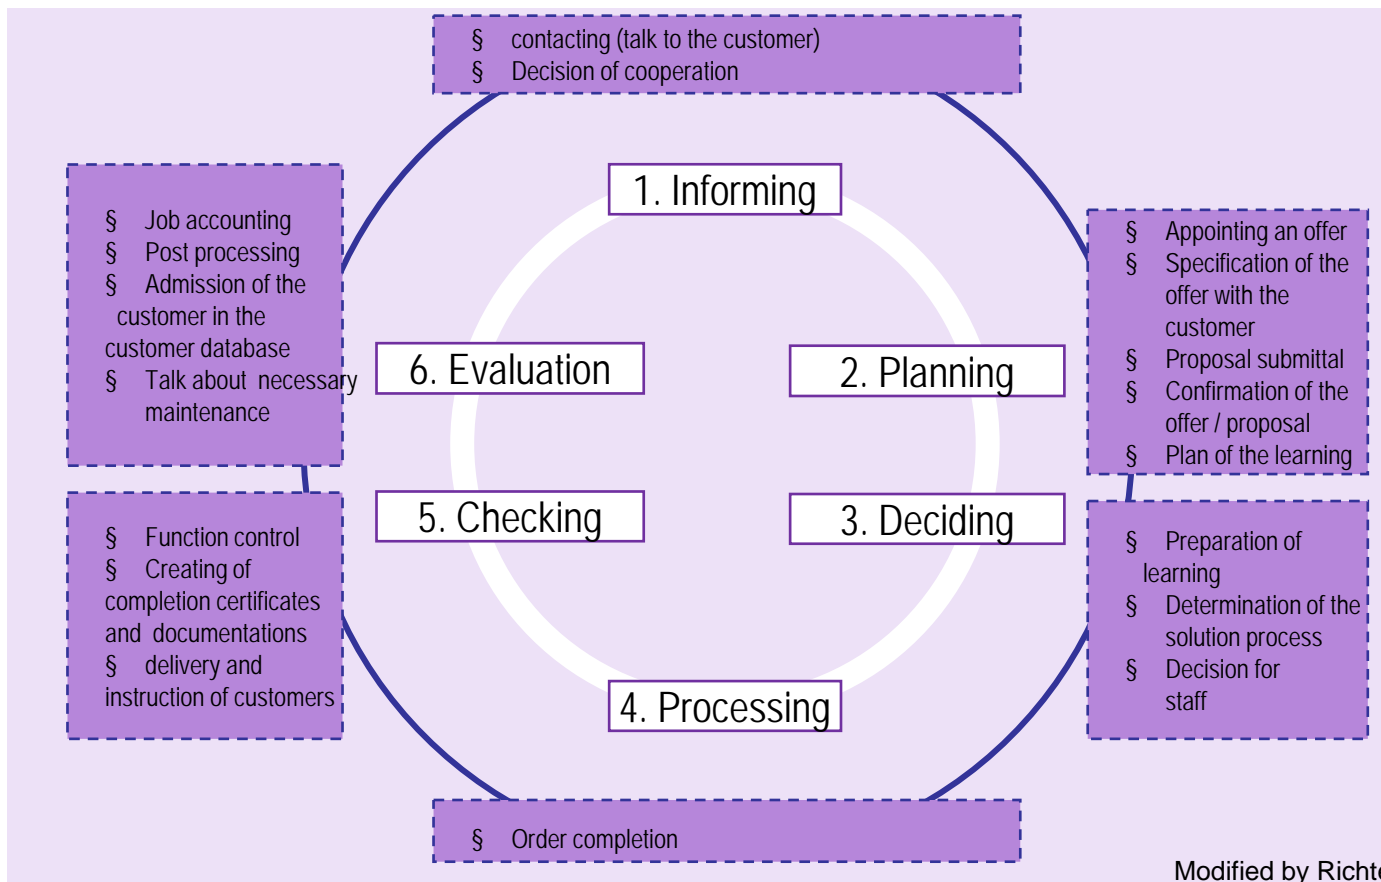 § contacting (talk to the customer)
§ Decision of cooperation
1. Informing
§ Appointing an offer
§ Specification of the
offer with the
customer
§ Proposal submittal
§ Confirmation of the
offer / proposal
§ Plan of the learning
2. Planning
§ Preparation of
learning
§ Determination of the
solution process
§ Decision for
staff
3. Deciding
4. Processing
§ Order completion
5. Checking
§ Function control
§ Creating of
completion certificates
and documentations
§ delivery and
instruction of customers
6. Evaluation
§ Job accounting
§ Post processing
§ Admission of the
customer in the
customer database
§ Talk about necessary
maintenance
Modified by Richte